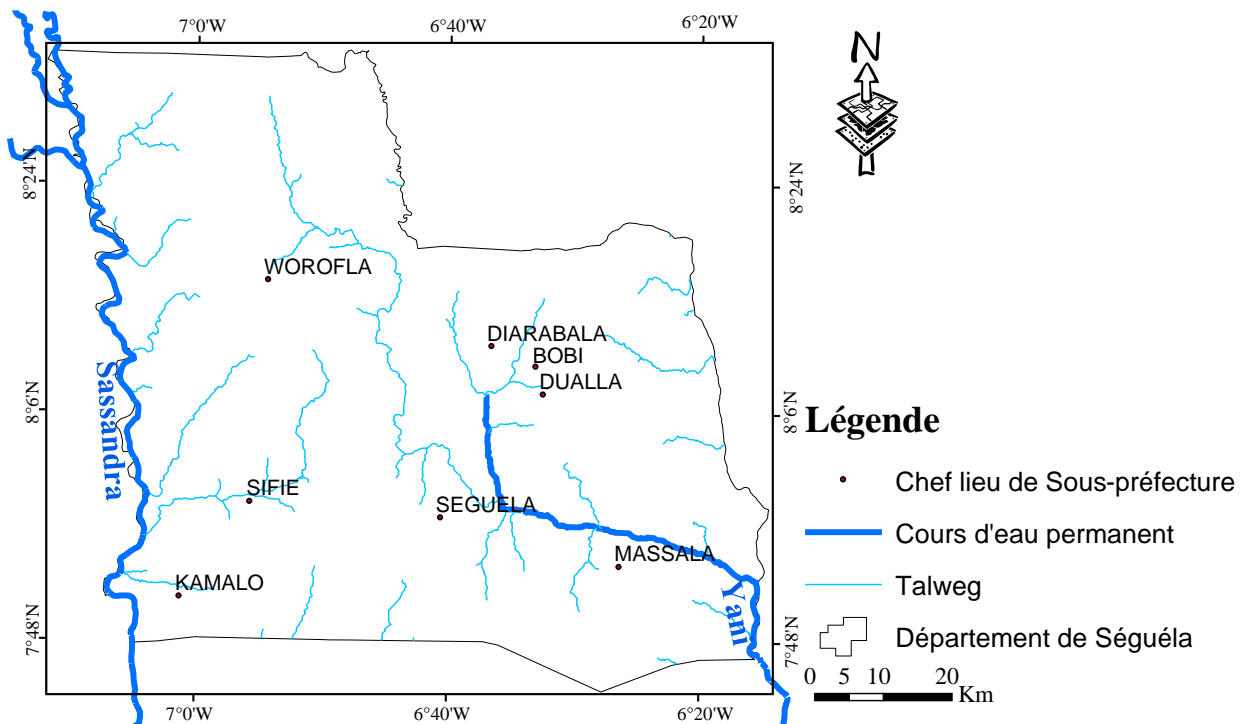 7°0'W
6°40'W
6°20'W
N
8°24'N
8°24'N
WOROFLA
DIARABALA
BOBI
DUALLA
Sassandra
8°6'N
8°6'N
Légende
Chef lieu de Sous-préfecture
SIFIE
SEGUELA
Cours d'eau permanent
MASSALA
KAMALO
Talweg
Yani
7°48'N
7°48'N
Département de Séguéla
0 5 10 20
Km
7°0'W
6°40'W
6°20'W